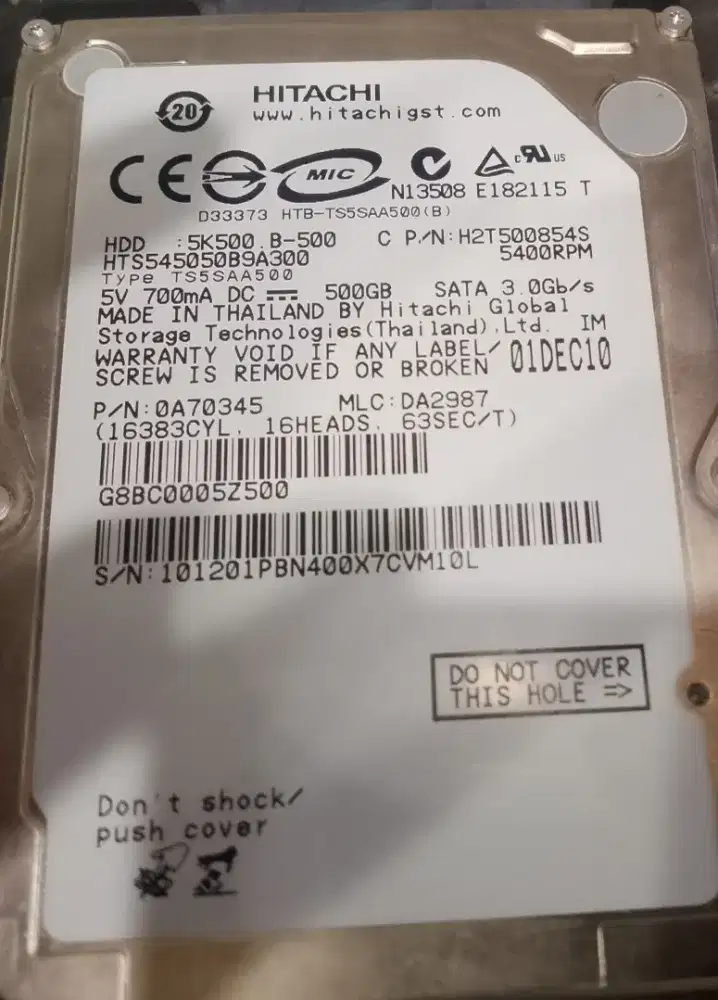 20
HITACHI
www.hitachigst.com
CE MIC c UL us
N13508 E182115 T
D33373 HTB-TS5SAA500(B)
HDD :5K500.B-500 C P/N:H2T500854S
HTS545050B9A300 5400RPM
Type TS5SAA500
5V 700mA DC 500GB SATA 3.0Gb/s
MADE IN THAILAND BY Hitachi Global
Storage Technologies(Thailand),Ltd. IM
WARRANTY VOID IF ANY LABEL/
SCREW IS REMOVED OR BROKEN 01DEC10
P/N:0A70345 MLC:DA2987
(16383CYL, 16HEADS, 63SEC/T)
G8BC0005Z500
S/N:101201PBN400X7CVM10L
DO NOT COVER
THIS HOLE =>
Don't shock/
push cover